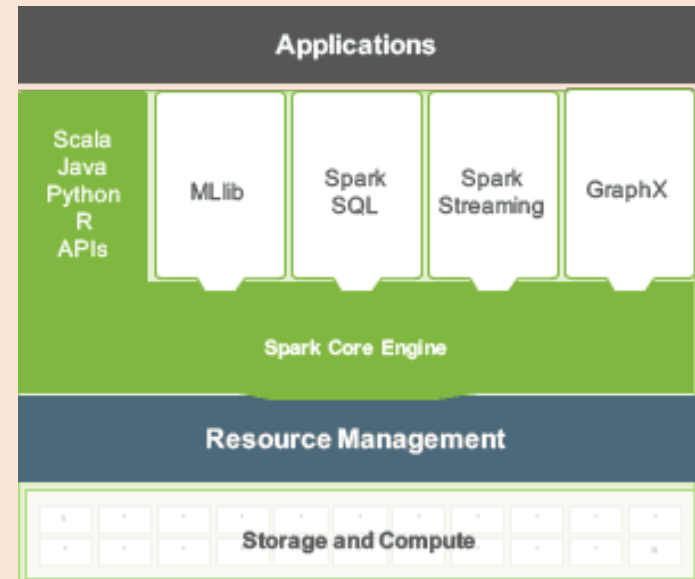 Applications
Scala
Java
Python
R
APIs
MLlib
Spark
SQL
Spark
Streaming
GraphX
Spark Core Engine
Resource Management
Storage and Compute